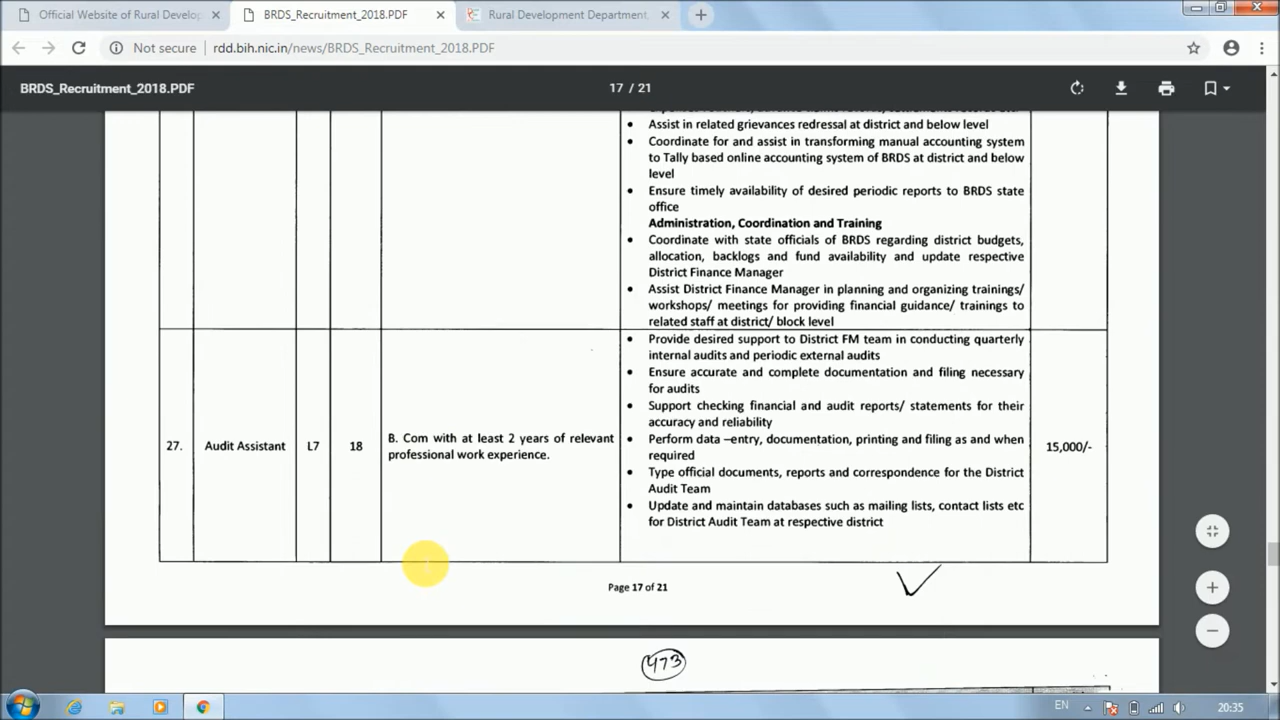 Official Website of Rural Develop
BRDS_Recruitment_2018.PDF
Rural Development Department,
Not secure
rdd.bih.nic.in/news/BRDS_Recruitment_2018.PDF
BRDS_Recruitment_2018.PDF
17 / 21
• Assist in related grievances redressal at district and below level
• Coordinate for and assist in transforming manual accounting system
to Tally based online accounting system of BRDS at district and below
level
• Ensure timely availability of desired periodic reports to BRDS state
office
Administration, Coordination and Training
• Coordinate with state officials of BRDS regarding district budgets,
allocation, backlogs and fund availability and update respective
District Finance Manager
• Assist District Finance Manager in planning and organizing trainings/
workshops/ meetings for providing financial guidance/ trainings to
related staff at district/ block level
27.
Audit Assistant
L7
18
B. Com with at least 2 years of relevant
professional work experience.
• Provide desired support to District FM team in conducting quarterly
internal audits and periodic external audits
• Ensure accurate and complete documentation and filing necessary
for audits
• Support checking financial and audit reports/ statements for their
accuracy and reliability
• Perform data –entry, documentation, printing and filing as and when
required
• Type official documents, reports and correspondence for the District
Audit Team
• Update and maintain databases such as mailing lists, contact lists etc
for District Audit Team at respective district
15,000/-
Page 17 of 21
473
EN
20:35